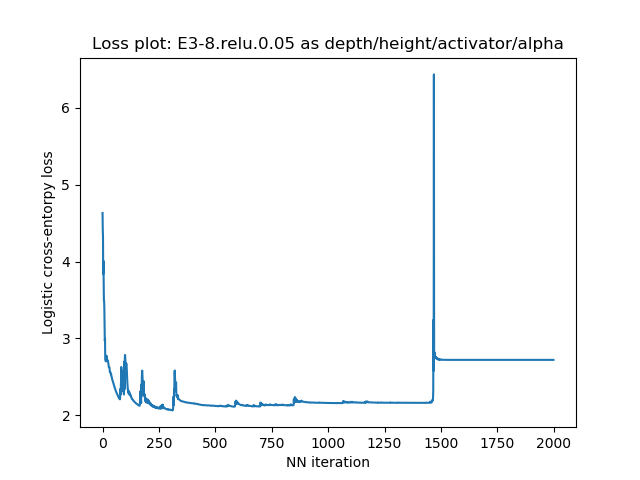 Loss plot: E3-8.relu.0.05 as depth/height/activator/alpha
6
5
4
3
2
Logistic cross-entorpy loss
0 250 500 750 1000 1250 1500 1750 2000
NN iteration